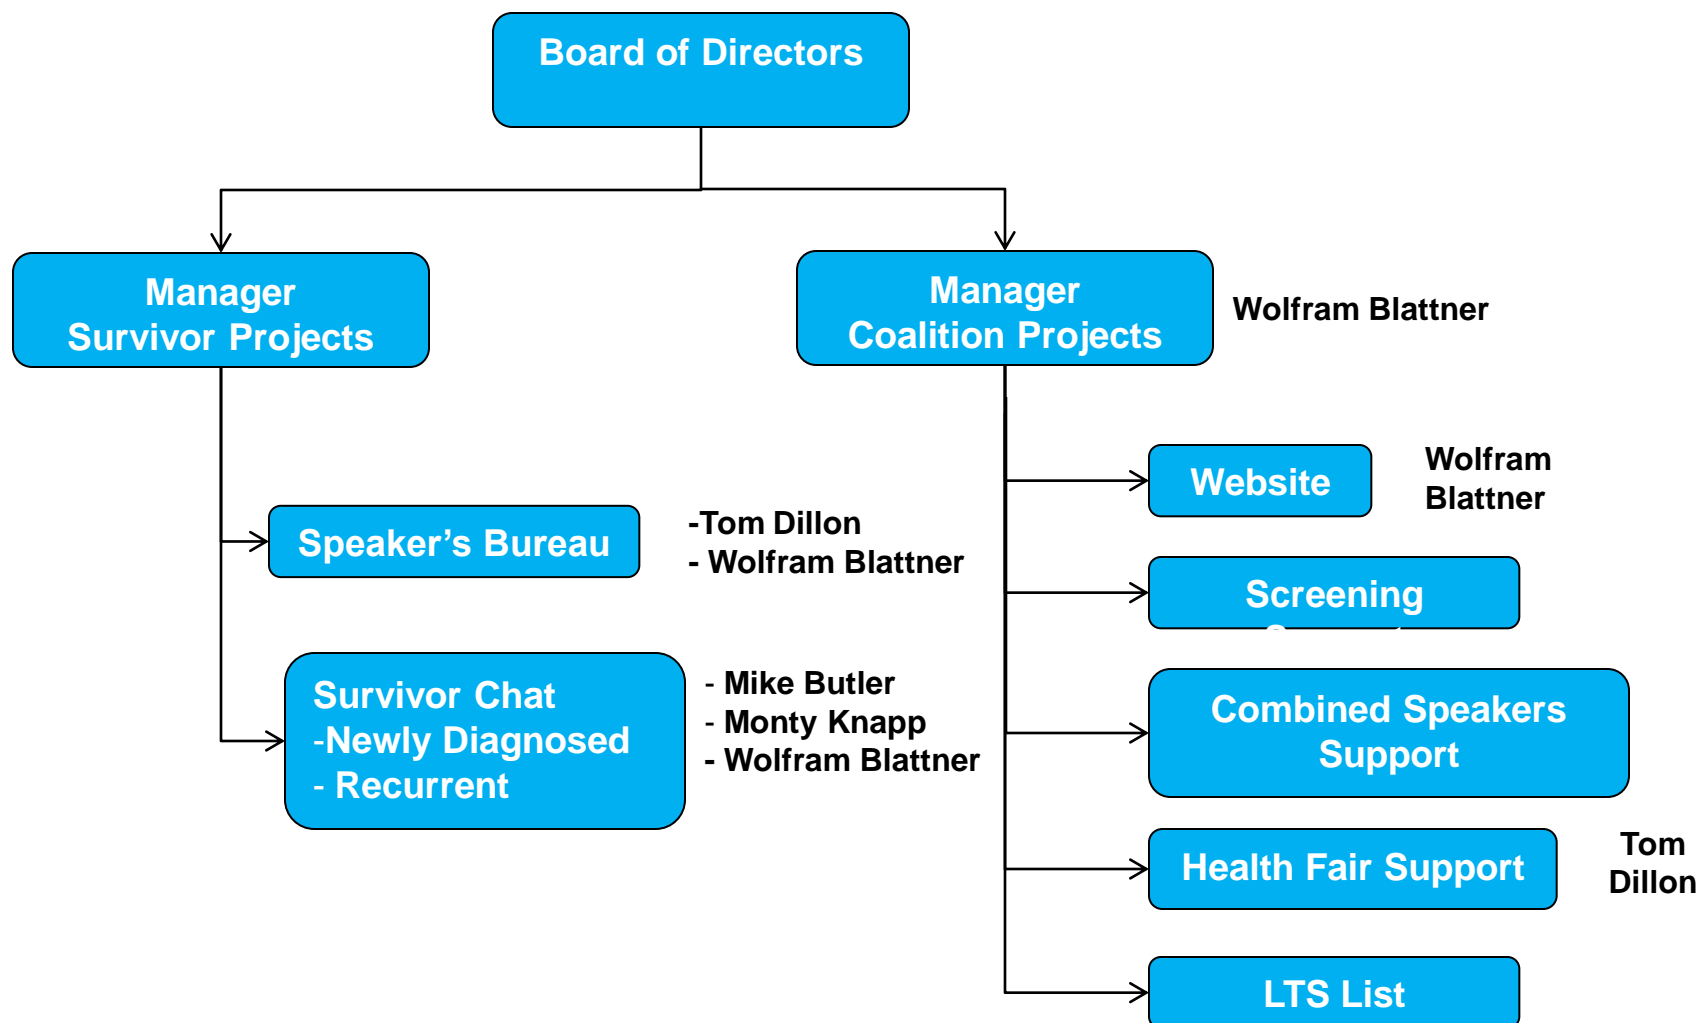 Board of Directors
Manager
Survivor Projects
Manager
Coalition Projects
Wolfram Blattner
Speaker’s Bureau
-Tom Dillon
- Wolfram Blattner
Survivor Chat
-Newly Diagnosed
- Recurrent
- Mike Butler
- Monty Knapp
- Wolfram Blattner
Website
Wolfram
Blattner
Screening
Combined Speakers
Support
Health Fair Support
Tom
Dillon
LTS List